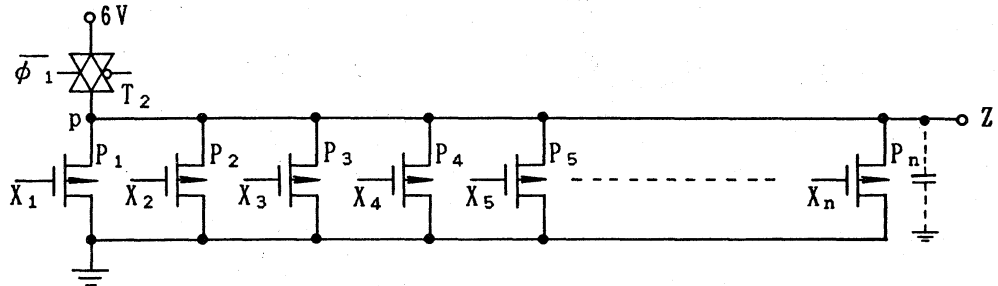 6V
φ̅₁
T₂
p
Z
P₁ P₂ P₃ P₄ P₅ Pₙ
X₁ X₂ X₃ X₄ X₅ Xₙ